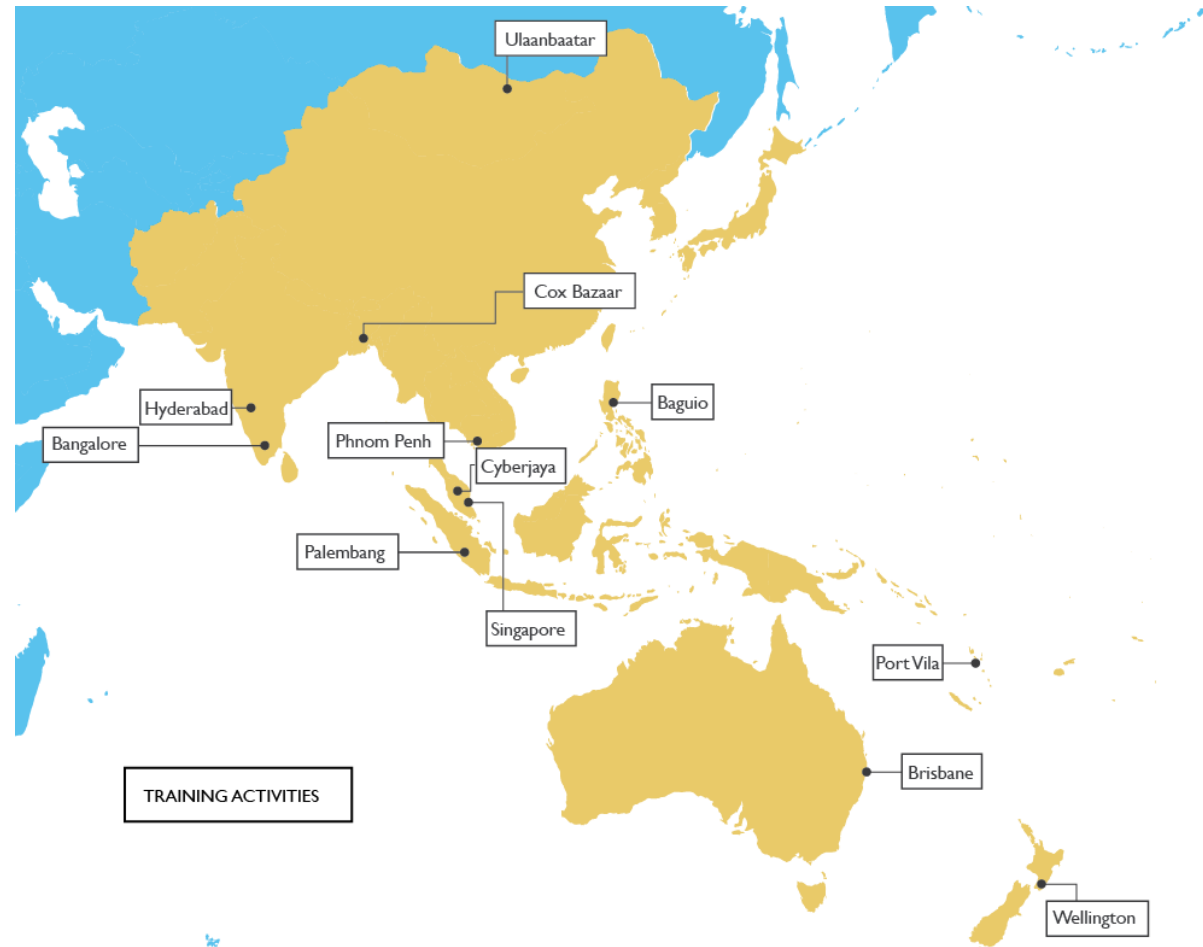 Ulaanbaatar
Cox Bazaar
Hyderabad
Baguio
Bangalore
Phnom Penh
Cyberjaya
Palembang
Singapore
Port Vila
Brisbane
TRAINING ACTIVITIES
Wellington